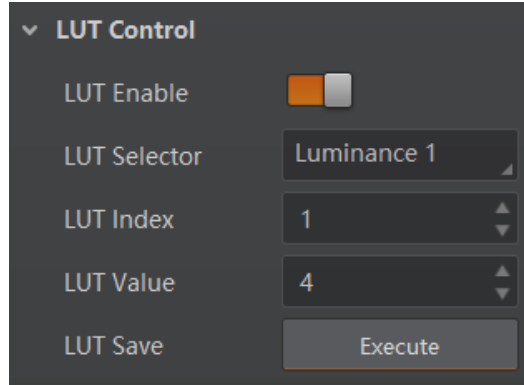 LUT Control
LUT Enable
LUT Selector Luminance 1
LUT Index 1
LUT Value 4
LUT Save Execute